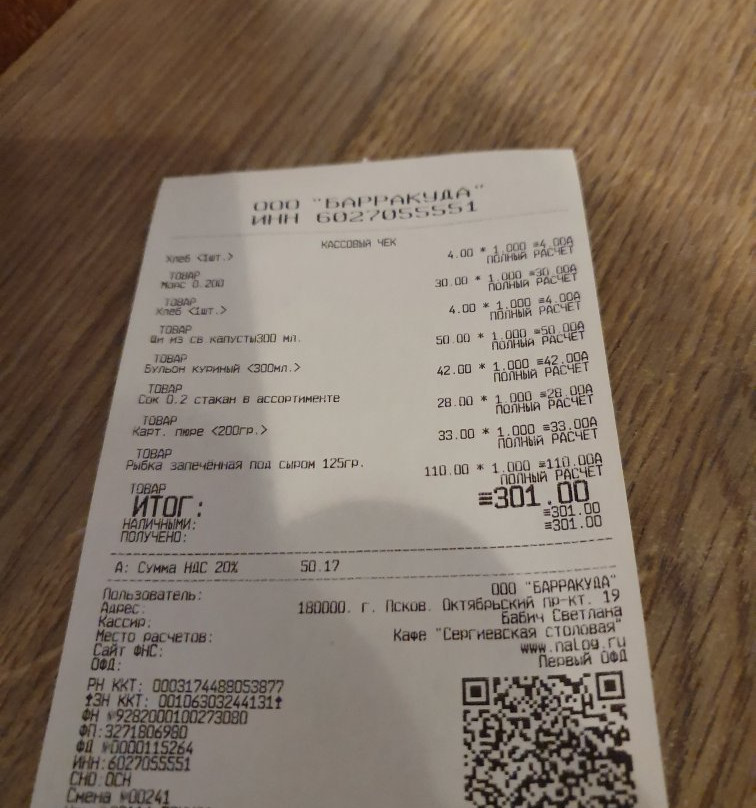 ООО "БАРРАКУДА"
ИНН 6027055551
КАССОВЫЙ ЧЕК
Хлеб <1шт.> 4.00 * 1.000 ≡4.00А
ПОЛНЫЙ РАСЧЕТ
ТОВАР
Морс 0.200 30.00 * 1.000 ≡30.00А
ПОЛНЫЙ РАСЧЕТ
ТОВАР
Хлеб <1шт.> 4.00 * 1.000 ≡4.00А
ПОЛНЫЙ РАСЧЕТ
ТОВАР
Щи из св капусты300 мл. 50.00 * 1.000 ≡50.00А
ПОЛНЫЙ РАСЧЕТ
ТОВАР
Бульон куриный <300мл.> 42.00 * 1.000 ≡42.00А
ПОЛНЫЙ РАСЧЕТ
ТОВАР
Сок 0.2 стакан в ассортименте 28.00 * 1.000 ≡28.00А
ПОЛНЫЙ РАСЧЕТ
ТОВАР
Карт. пюре <200гр.> 33.00 * 1.000 ≡33.00А
ПОЛНЫЙ РАСЧЕТ
ТОВАР
Рыбка запечённая под сыром 125гр. 110.00 * 1.000 ≡110.00А
ПОЛНЫЙ РАСЧЕТ
ТОВАР
ИТОГ: ≡301.00
НАЛИЧНЫМИ: ≡301.00
ПОЛУЧЕНО: ≡301.00
А: Сумма НДС 20% 50.17
Пользователь: ООО "БАРРАКУДА"
Адрес: 180000. г. Псков. Октябрьский пр-кт. 19
Кассир: Бабич Светлана
Место расчетов: Кафе "Сергиевская столовая"
Сайт ФНС: www.nalog.ru
ОФД: Первый ОФД
РН ККТ: 0003174489053877
↑ЗН ККТ: 00106303244131↑
ФН №9282000100273080
ФП:3271806980
ФД №0000115264
ИНН:6027055551
СНО:ОСН
Смена №00241